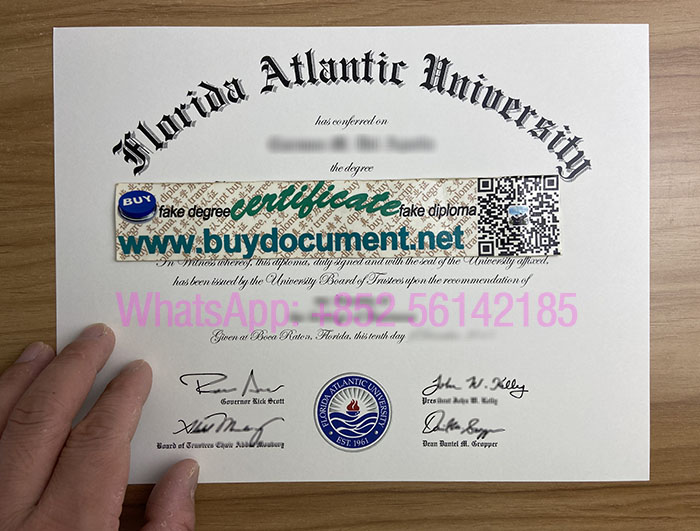 Florida Atlantic University
has conferred on
the degree
BUY fake degree certificate fake diploma
www.buydocument.net
In Witness whereof, this diploma, duly signed and with the seal of the University affixed,
has been issued by the University Board of Trustees upon the recommendation of
WhatsApp: +852 56142185
Given at Boca Raton, Florida, this tenth day
Governor Rick Scott
President John W. Kelly
Board of Trustees Chair Abdol Moabery
Dean Daniel M. Gropper
FLORIDA ATLANTIC UNIVERSITY
EST. 1961